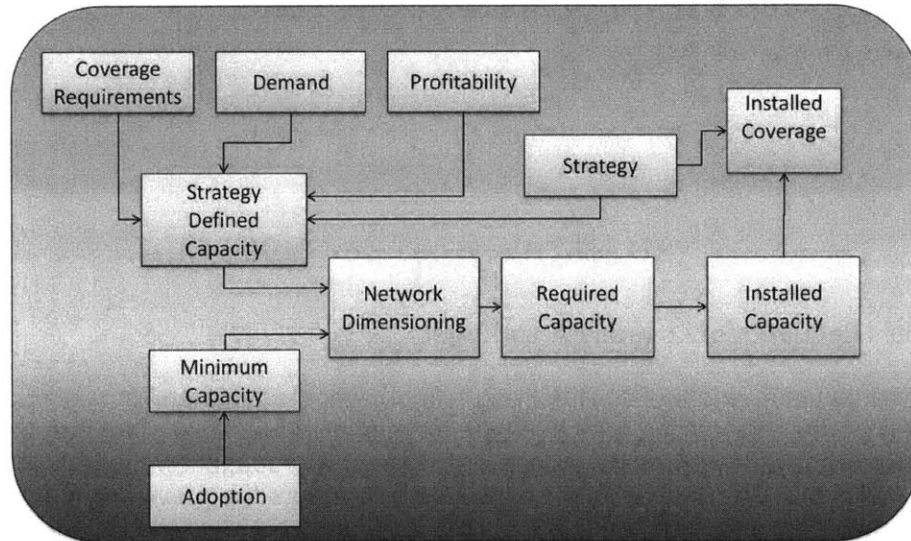 Coverage
Requirements
Demand
Profitability
Installed
Coverage
Strategy
Strategy
Defined
Capacity
Network
Dimensioning
Required
Capacity
Installed
Capacity
Minimum
Capacity
Adoption